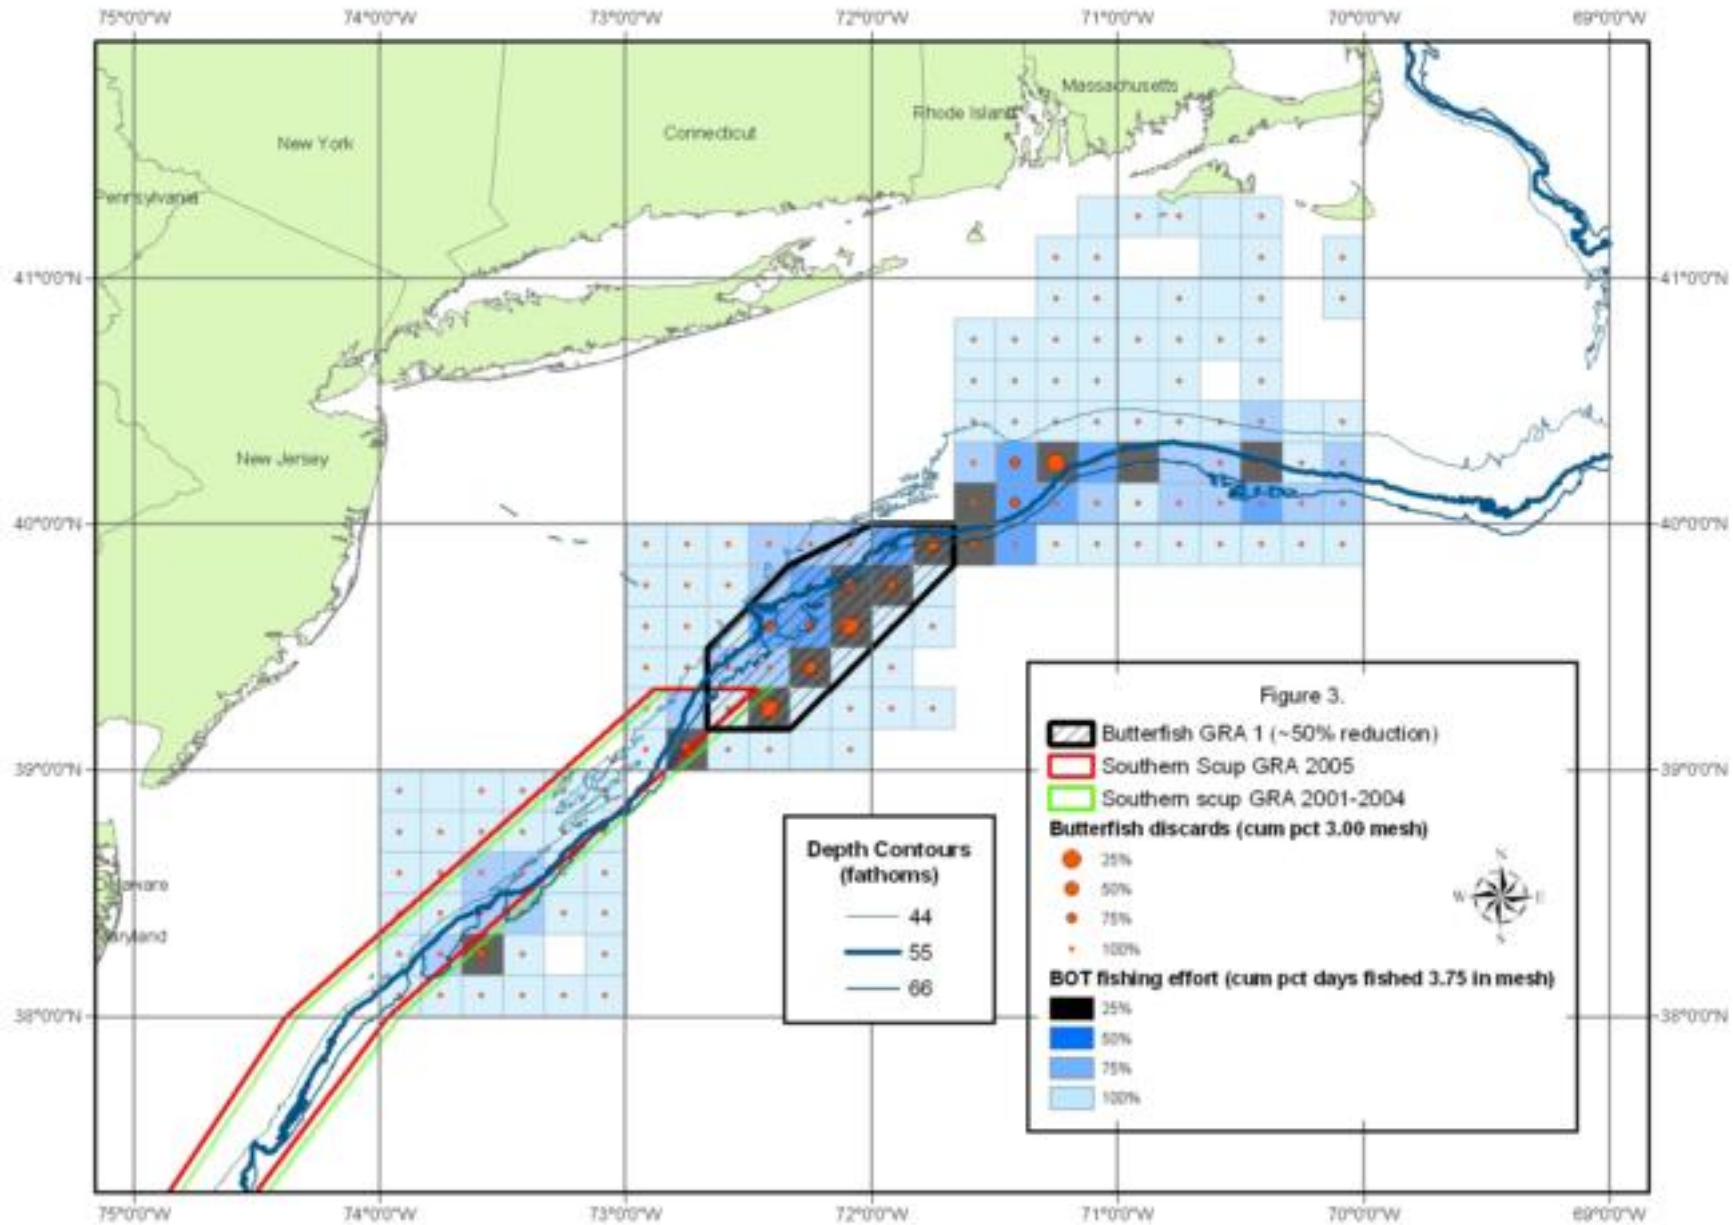 75°0'0"W 74°0'0"W 73°0'0"W 72°0'0"W 71°0'0"W 70°0'0"W 69°0'0"W
Massachusetts
Rhode Island
Connecticut
New York
Pennsylvania
41°0'0"N 41°0'0"N
New Jersey
40°0'0"N 40°0'0"N
39°0'0"N 39°0'0"N
aware
aryland
38°0'0"N 38°0'0"N
Depth Contours
(fathoms)
44
55
66
Figure 3.
Butterfish GRA 1 (~50% reduction)
Southern Scup GRA 2005
Southern scup GRA 2001-2004
Butterfish discards (cum pct 3.00 mesh)
25%
50%
75%
100%
N
W E
S
BOT fishing effort (cum pct days fished 3.75 in mesh)
25%
50%
75%
100%
75°0'0"W 74°0'0"W 73°0'0"W 72°0'0"W 71°0'0"W 70°0'0"W 69°0'0"W